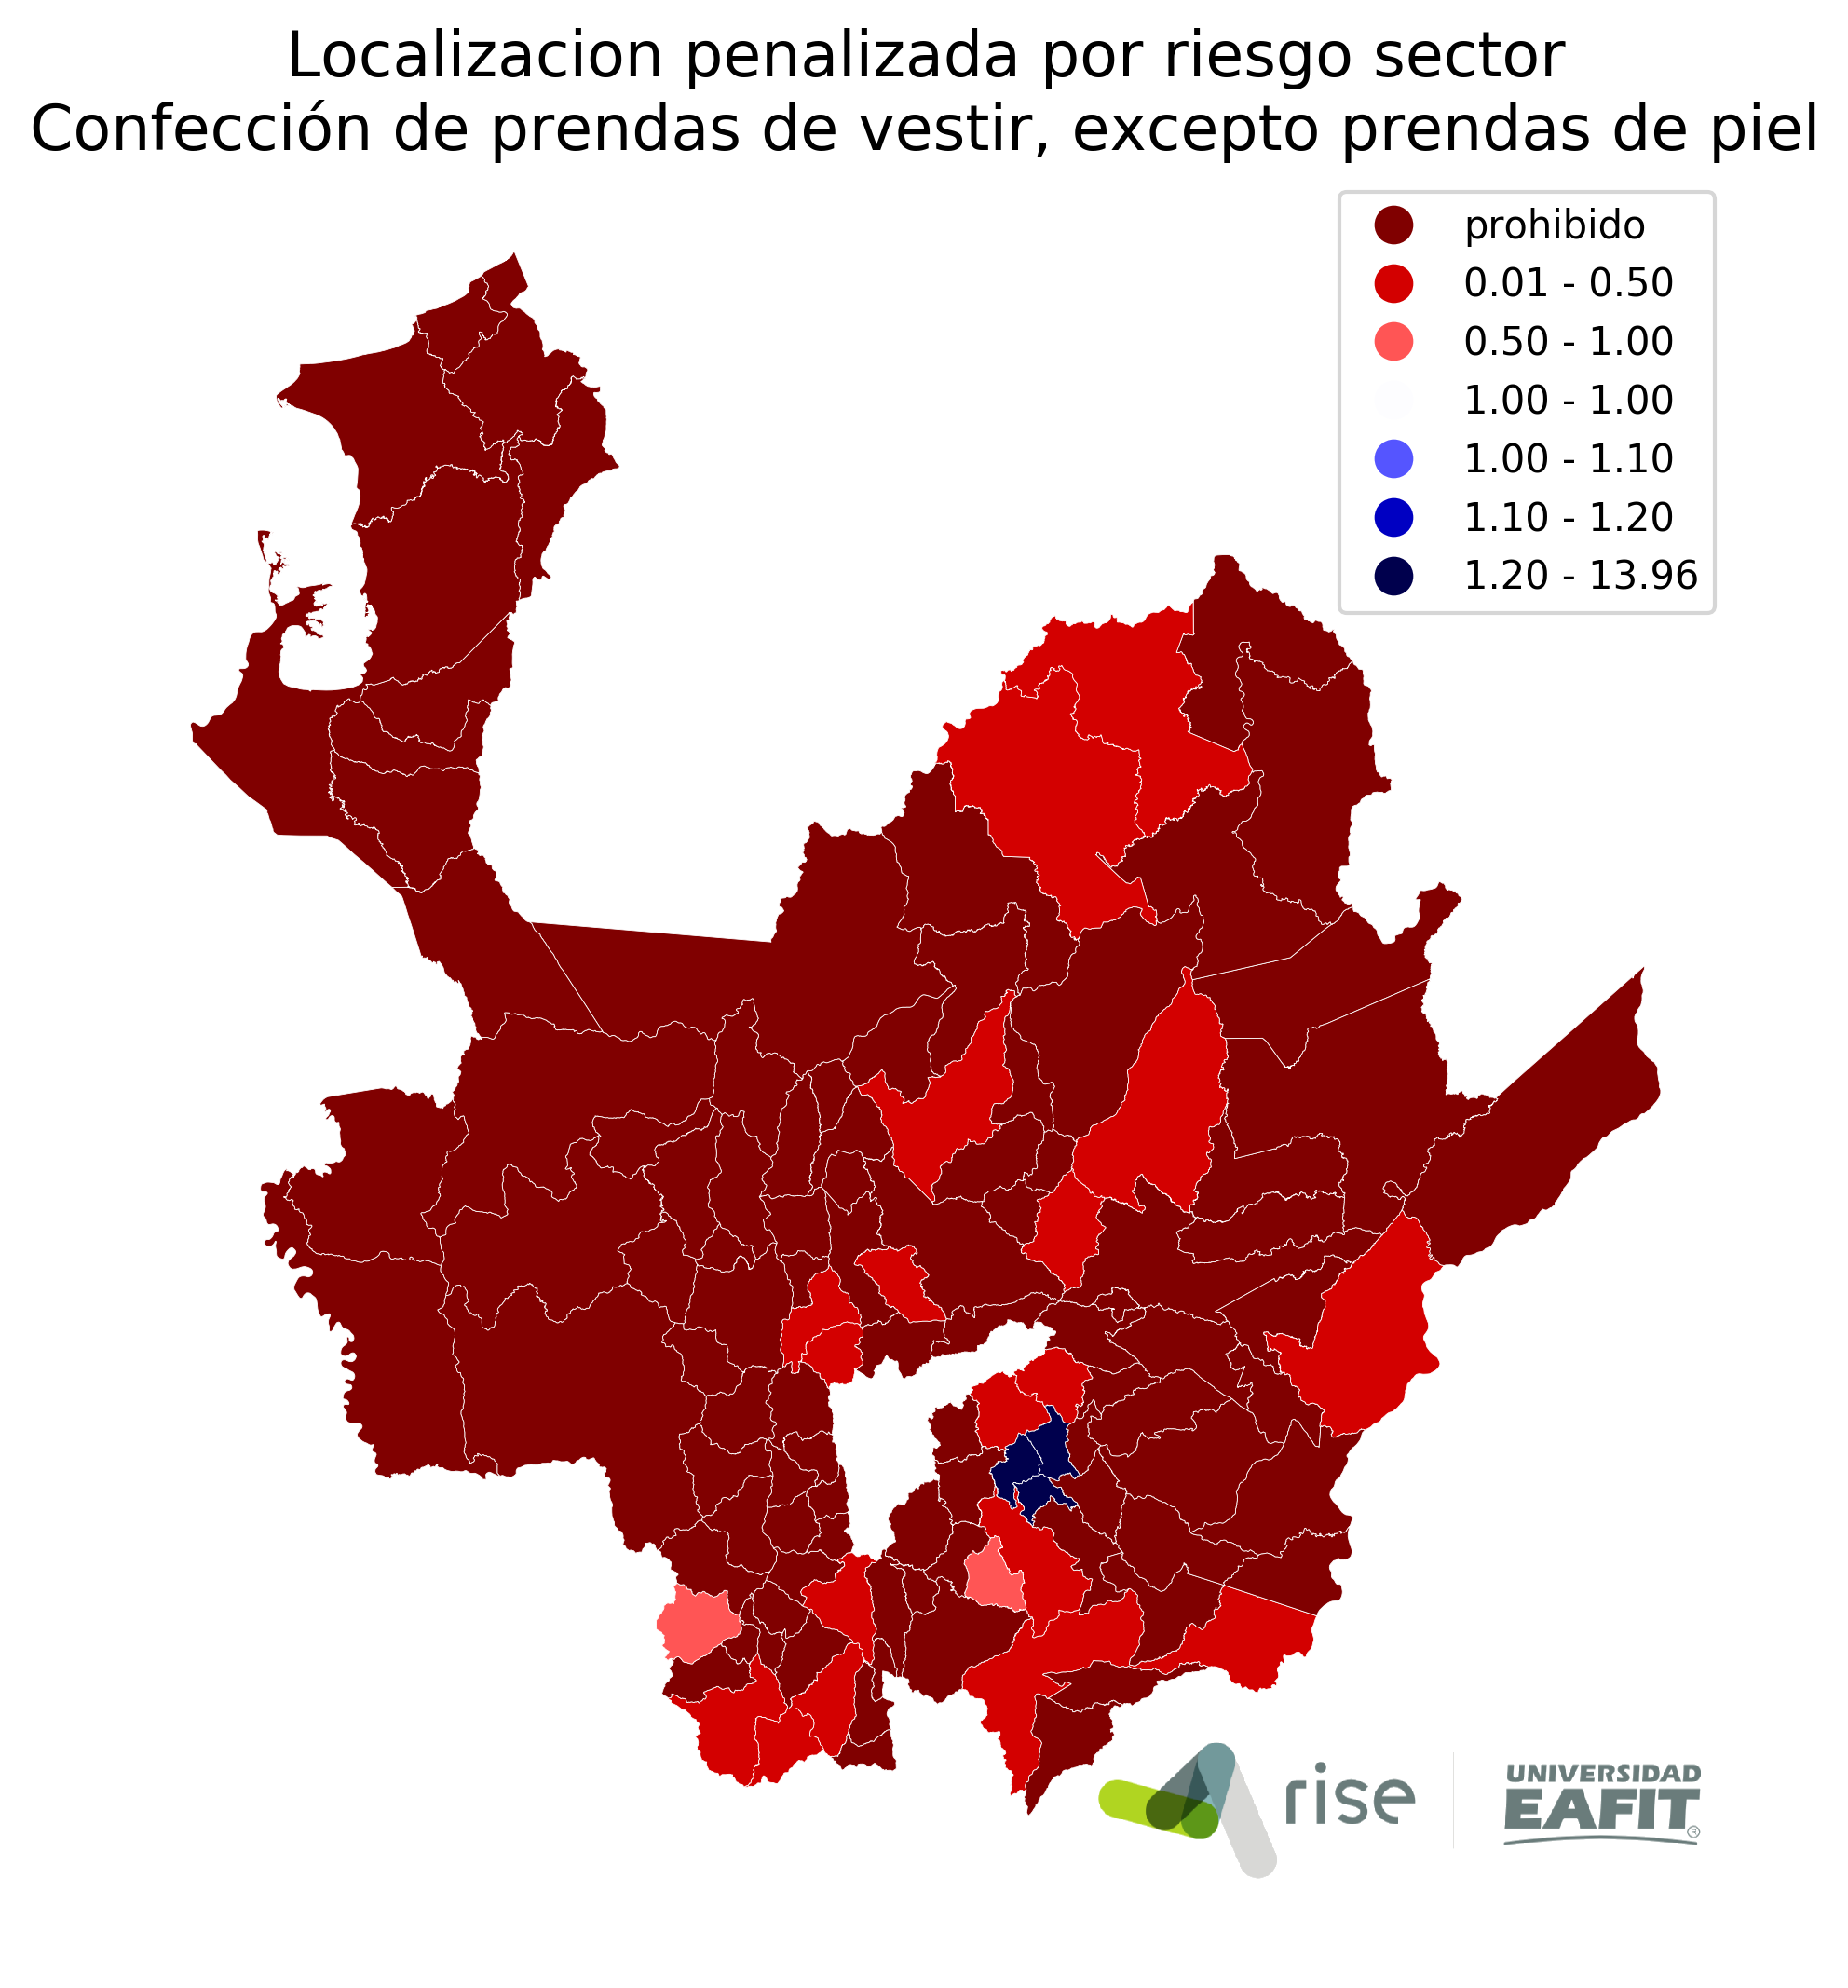 Localizacion penalizada por riesgo sector
Confección de prendas de vestir, excepto prendas de piel
prohibido
0.01 - 0.50
0.50 - 1.00
1.00 - 1.00
1.00 - 1.10
1.10 - 1.20
1.20 - 13.96
rise
UNIVERSIDAD
EAFIT®